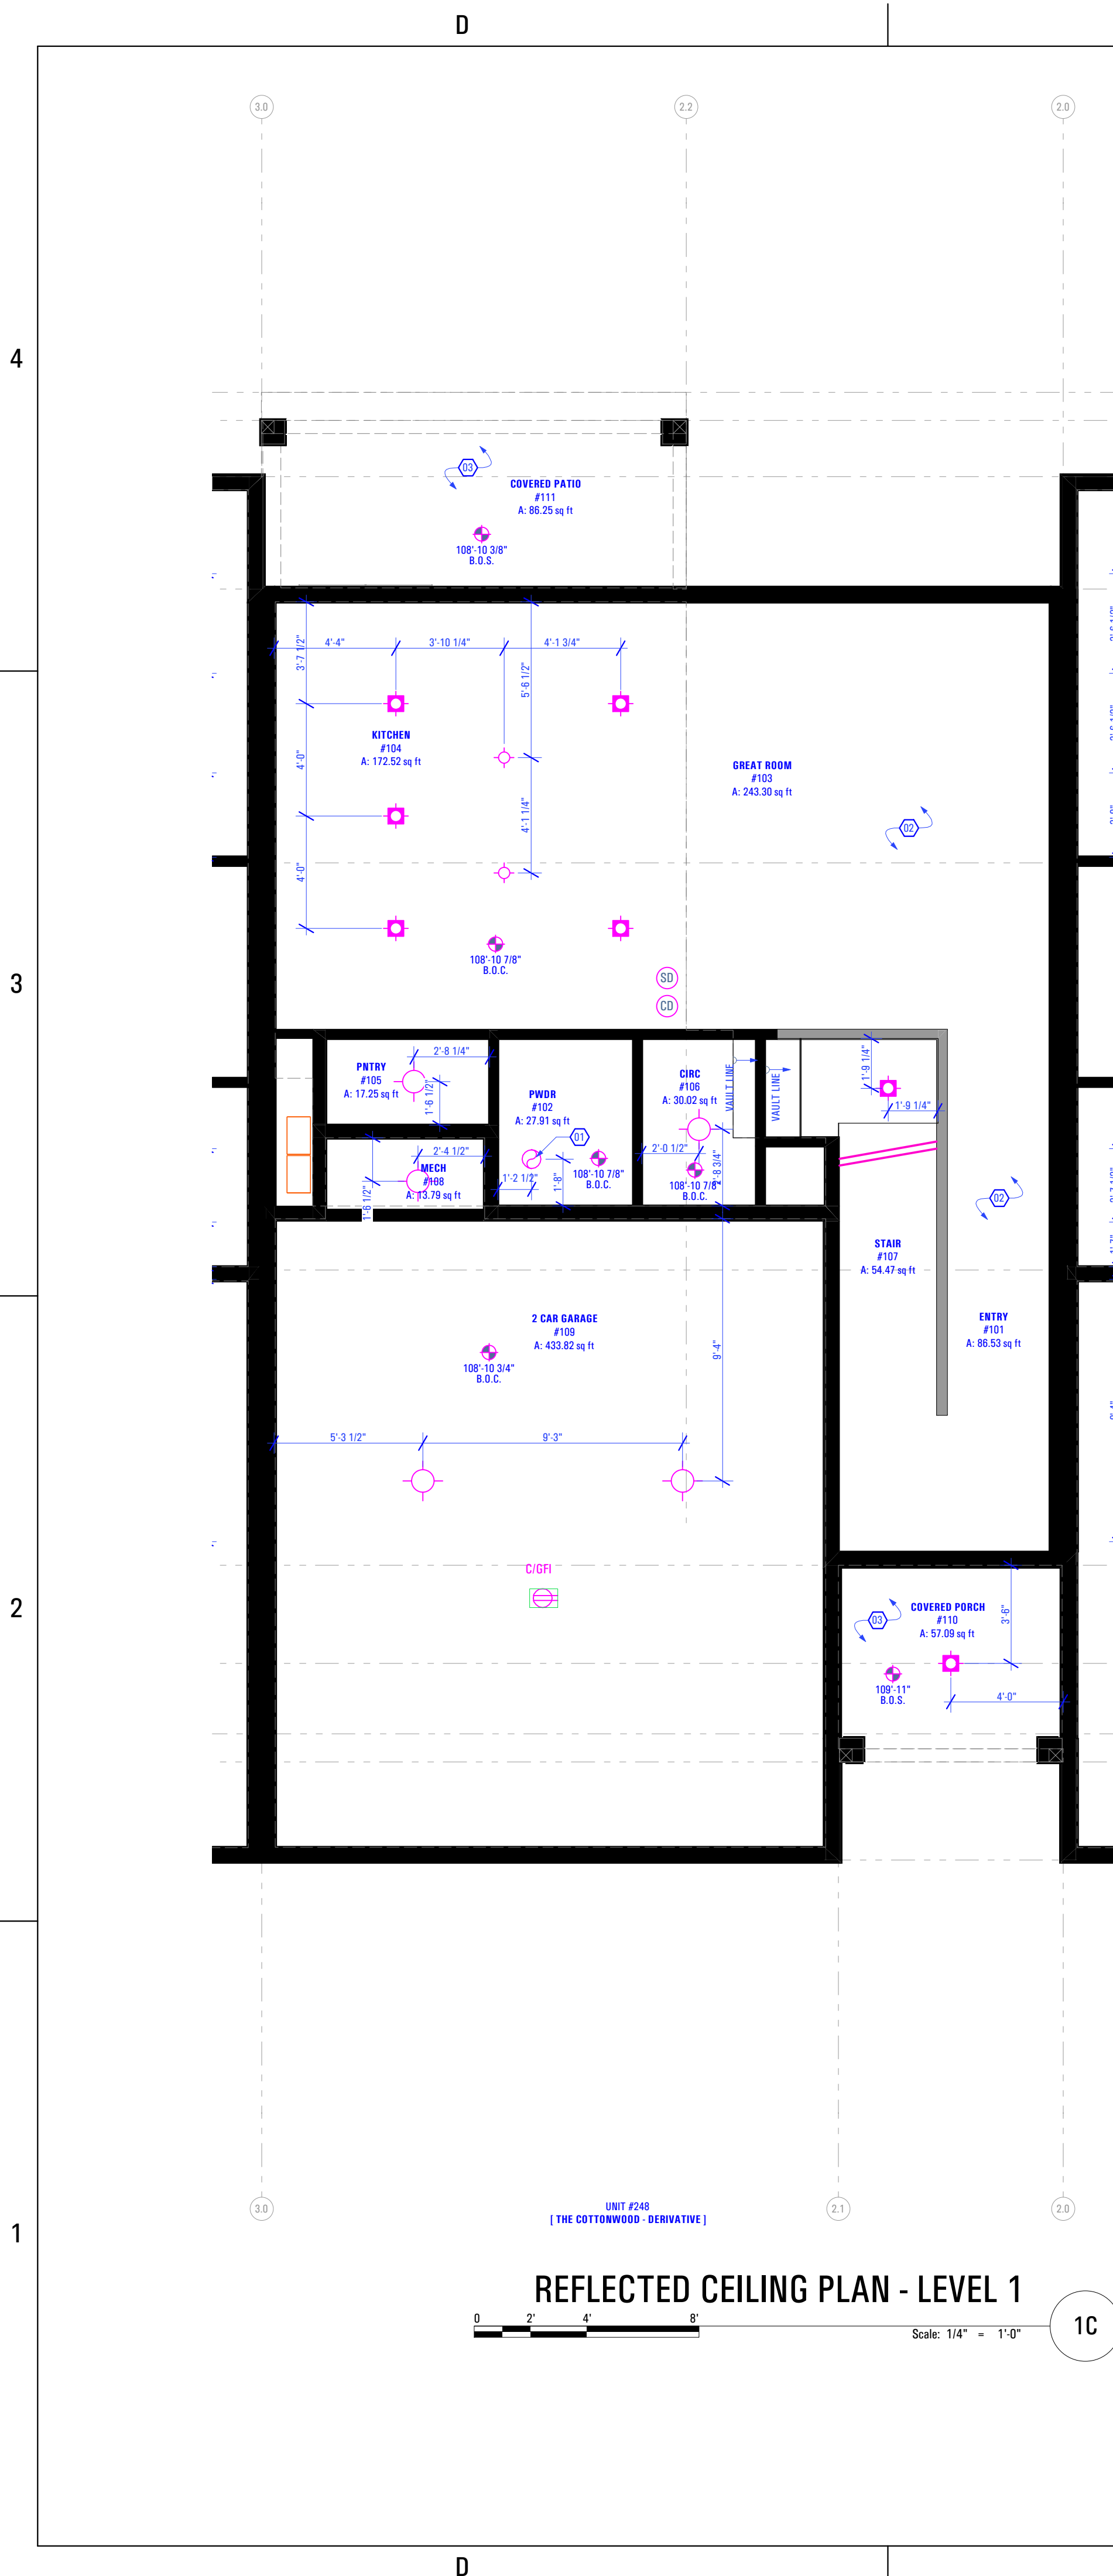 D
3.0
2.2
2.0
4
03
COVERED PATIO
#111
A: 86.25 sq ft
108'-10 3/8"
B.O.S.
4'-4"
3'-10 1/4"
4'-1 3/4"
3'-7 1/2"
5'-6 1/2"
KITCHEN
#104
A: 172.52 sq ft
4'-0"
GREAT ROOM
#103
A: 243.30 sq ft
4'-1 1/4"
02
4'-0"
108'-10 7/8"
B.O.C.
SD
CD
3
2'-8 1/4"
PNTRY
#105
A: 17.25 sq ft
1'-6 1/2"
PWDR
#102
A: 27.91 sq ft
CIRC
#106
A: 30.02 sq ft
VAULT LINE
VAULT LINE
1'-9 1/4"
1'-9 1/4"
01
2'-4 1/2"
MECH
#108
A: 13.79 sq ft
1'-6 1/2"
1'-2 1/2"
1'-8"
108'-10 7/8"
B.O.C.
2'-0 1/2"
2'-8 3/4"
108'-10 7/8"
B.O.C.
02
STAIR
#107
A: 54.47 sq ft
2 CAR GARAGE
#109
A: 433.82 sq ft
ENTRY
#101
A: 86.53 sq ft
9'-4"
108'-10 3/4"
B.O.C.
5'-3 1/2"
9'-3"
C/GFI
2
03
COVERED PORCH
#110
A: 57.09 sq ft
3'-6"
109'-11"
B.O.S.
4'-0"
3.0
2.1
2.0
UNIT #248
[ THE COTTONWOOD - DERIVATIVE ]
1
REFLECTED CEILING PLAN - LEVEL 1
0 2' 4' 8'
Scale: 1/4" = 1'-0"
1C
D